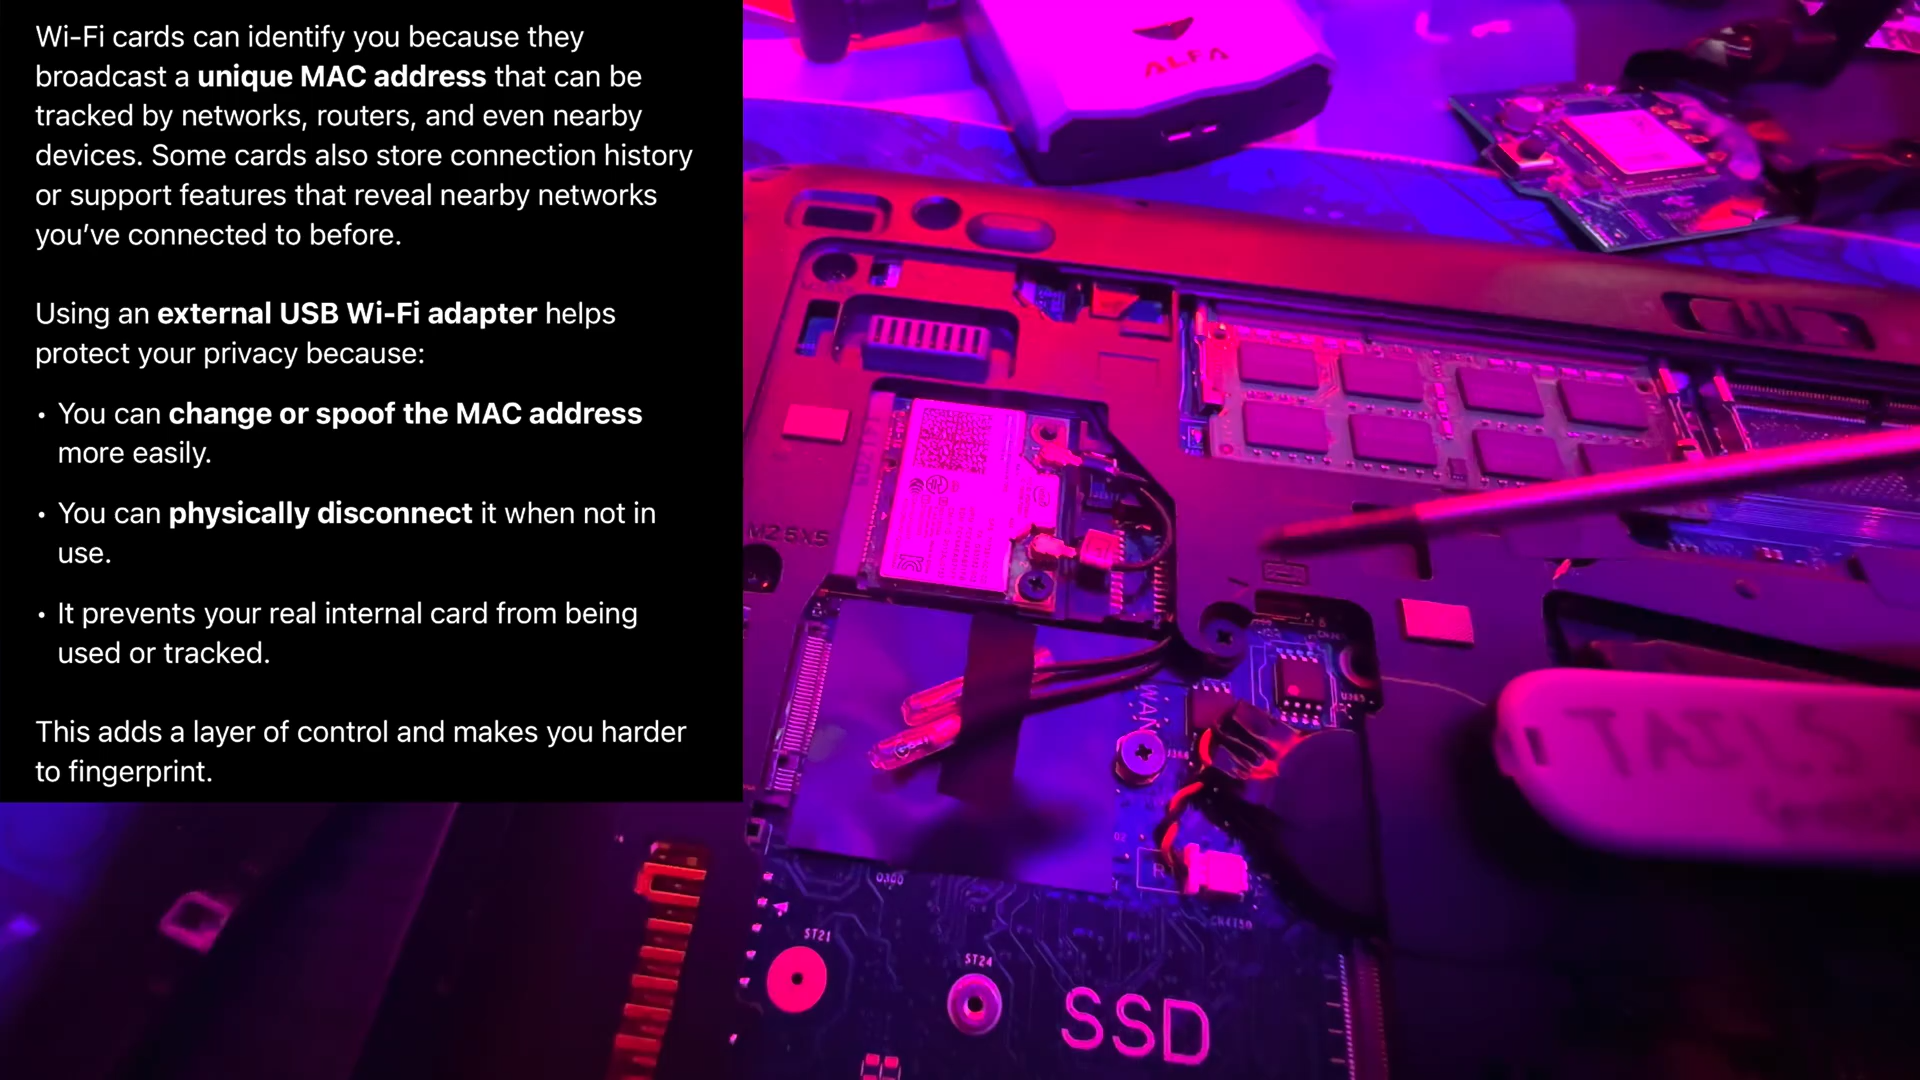 Wi-Fi cards can identify you because they
broadcast a unique MAC address that can be
tracked by networks, routers, and even nearby
devices. Some cards also store connection history
or support features that reveal nearby networks
you’ve connected to before.
Using an external USB Wi-Fi adapter helps
protect your privacy because:
• You can change or spoof the MAC address
more easily.
• You can physically disconnect it when not in
use.
• It prevents your real internal card from being
used or tracked.
This adds a layer of control and makes you harder
to fingerprint.
ALFA
M2.5X5
WAN
TAILS
ST21
ST24
SSD